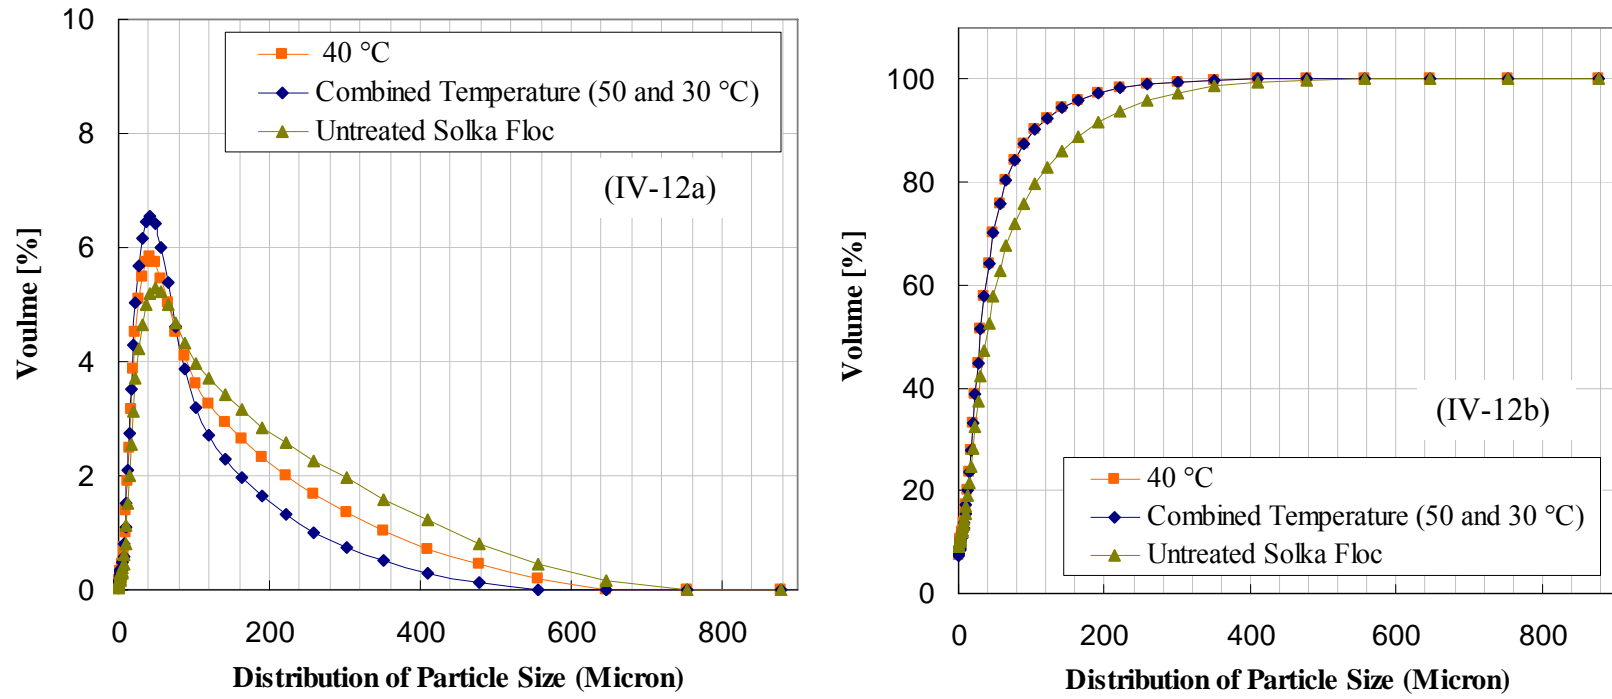 10
8
6
4
2
0
Voulme [%]
40 °C
Combined Temperature (50 and 30 °C)
Untreated Solka Floc
(IV-12a)
0 200 400 600 800
Distribution of Particle Size (Micron)
100
80
60
40
20
0
Volume [%]
(IV-12b)
40 °C
Combined Temperature (50 and 30 °C)
Untreated Solka Floc
0 200 400 600 800
Distribution of Particle Size (Micron)